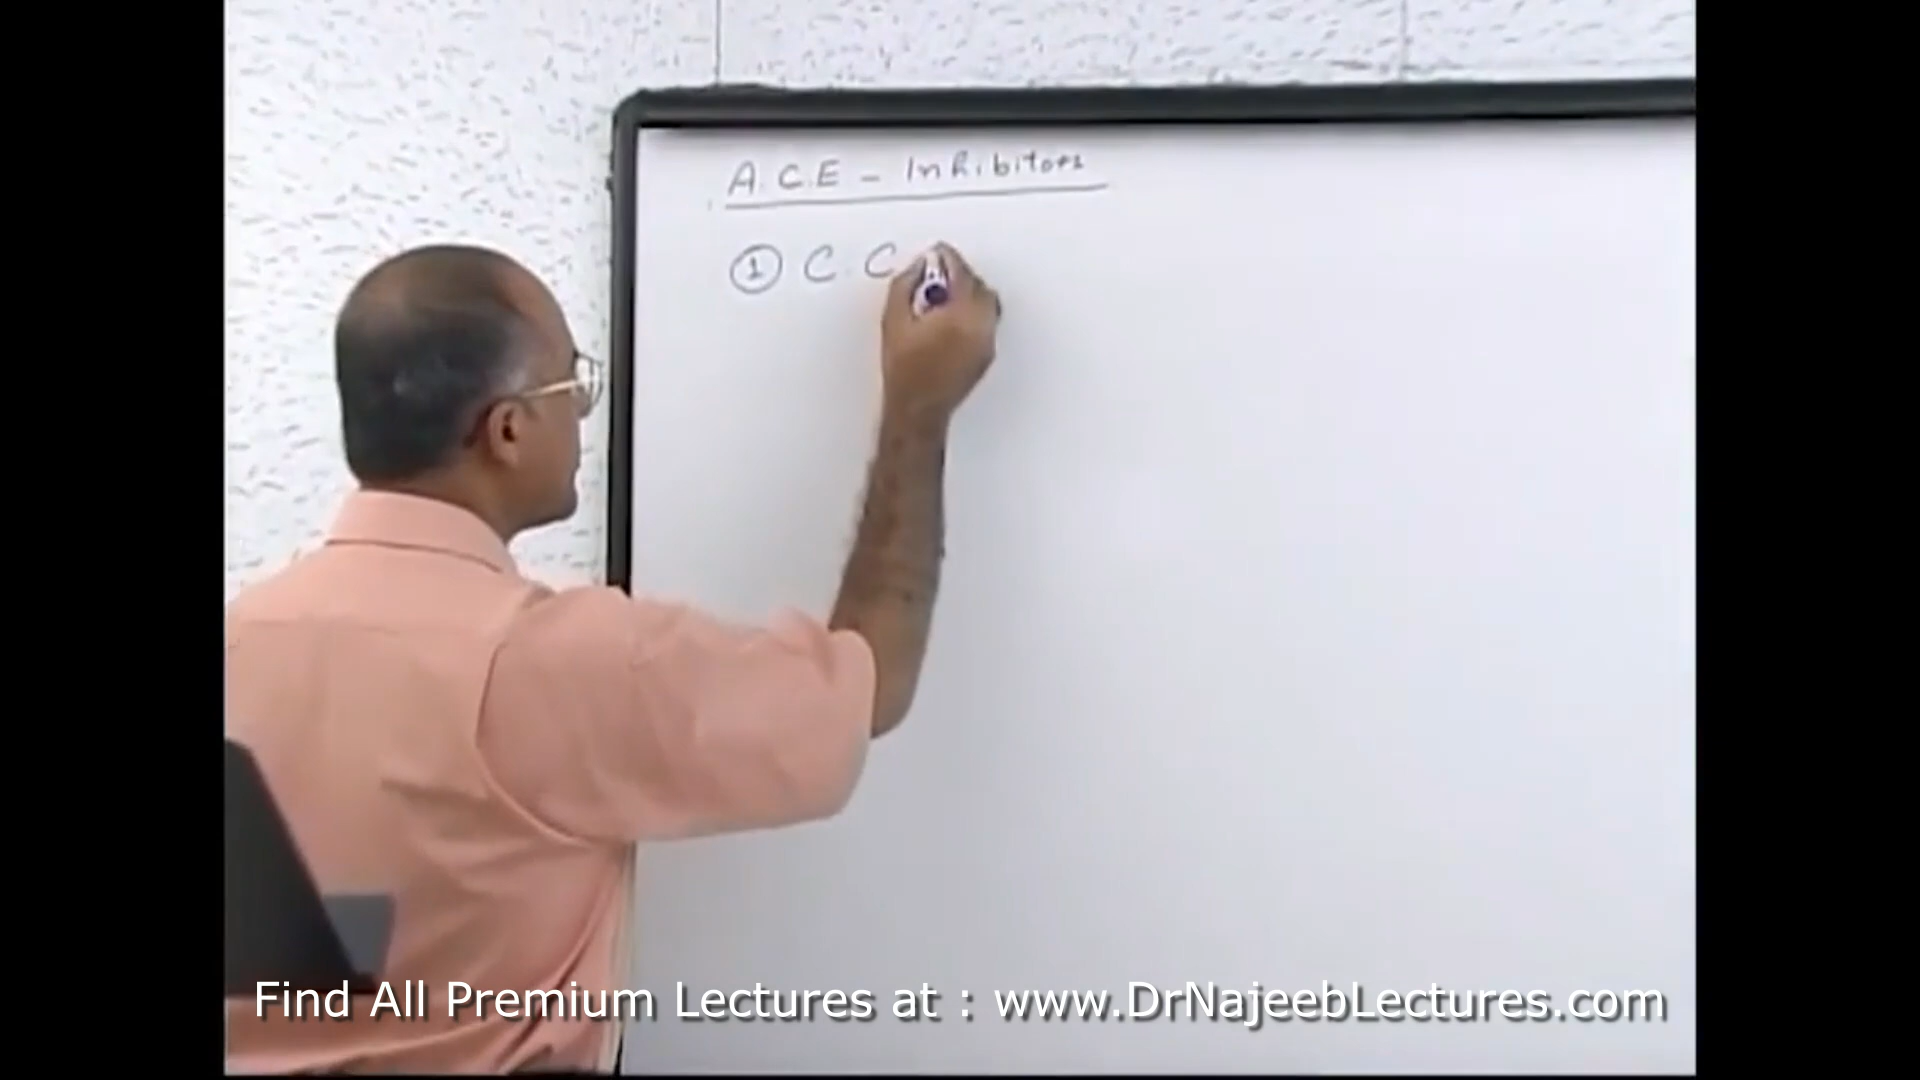 A.C.E - Inhibitors
① C. C
Find All Premium Lectures at : www.DrNajeebLectures.com